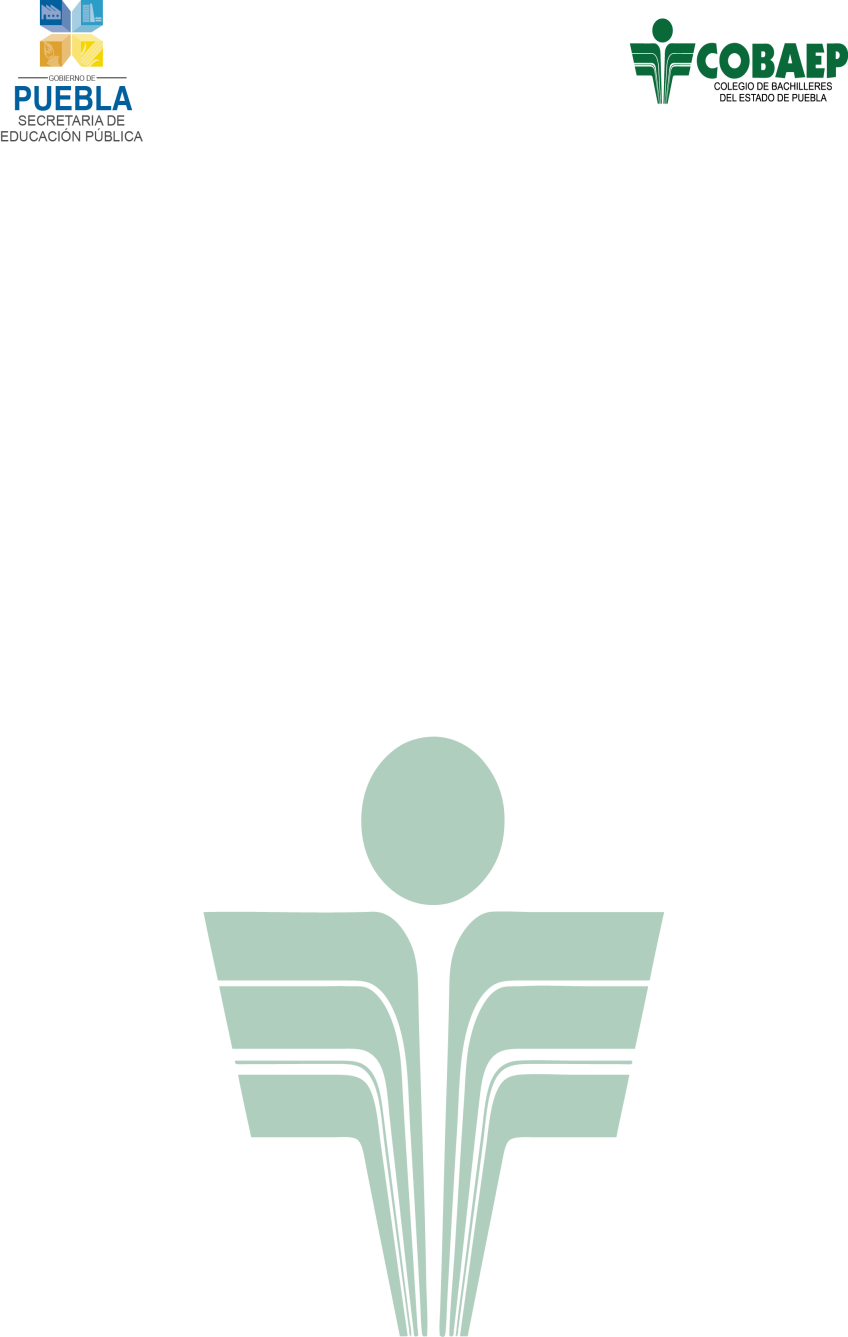 GOBIERNO DE
PUEBLA
SECRETARIA DE
EDUCACIÓN PÚBLICA
COBAEP
COLEGIO DE BACHILLERES
DEL ESTADO DE PUEBLA